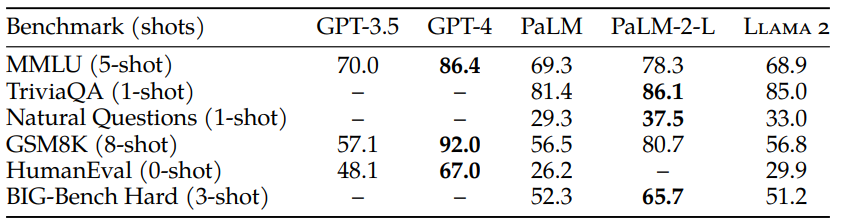 Benchmark (shots) GPT-3.5 GPT-4 PaLM PaLM-2-L LLAMA 2
MMLU (5-shot) 70.0 86.4 69.3 78.3 68.9
TriviaQA (1-shot) – – 81.4 86.1 85.0
Natural Questions (1-shot) – – 29.3 37.5 33.0
GSM8K (8-shot) 57.1 92.0 56.5 80.7 56.8
HumanEval (0-shot) 48.1 67.0 26.2 – 29.9
BIG-Bench Hard (3-shot) – – 52.3 65.7 51.2